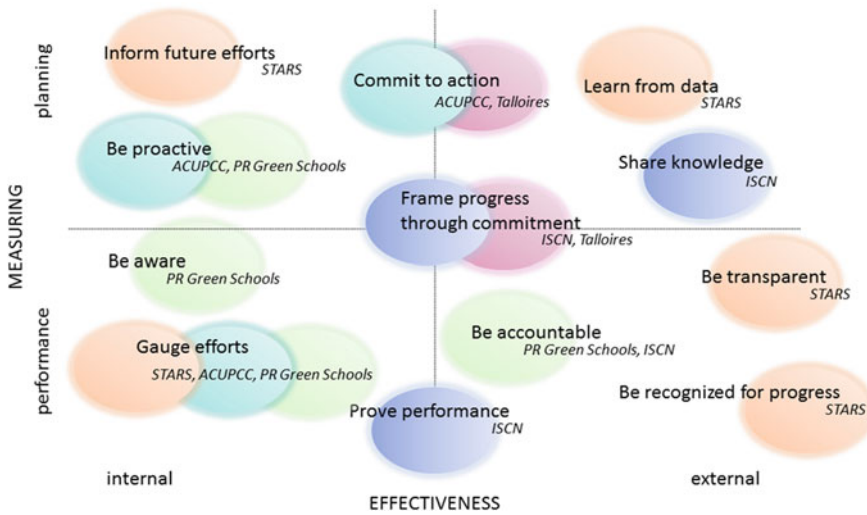 planning
Inform future efforts
STARS
Commit to action
ACUPCC, Talloires
Learn from data
STARS
Be proactive
ACUPCC, PR Green Schools
Share knowledge
ISCN
MEASURING
Frame progress
through commitment
ISCN, Talloires
Be aware
PR Green Schools
Be transparent
STARS
performance
Gauge efforts
STARS, ACUPCC, PR Green Schools
Be accountable
PR Green Schools, ISCN
Prove performance
ISCN
Be recognized for progress
STARS
internal
external
EFFECTIVENESS